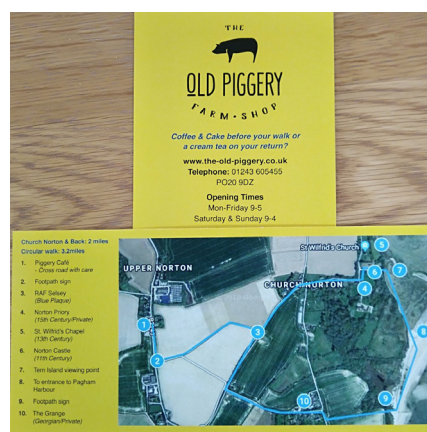 THE
OLD PIGGERY
FARM • SHOP
Coffee & Cake before your walk or
a cream tea on your return?
www.the-old-piggery.co.uk
Telephone: 01243 605455
PO20 9DZ
Opening Times
Mon-Friday 9-5
Saturday & Sunday 9-4
Church Norton & Back: 2 miles
Circular walk: 3.2miles
1. Piggery Café
- Cross road with care
2. Footpath sign
3. RAF Selsey
(Blue Plaque)
4. Norton Priory
(15th Century/Private)
5. St. Wilfrid's Chapel
(13th Century)
6. Norton Castle
(11th Century)
7. Tern Island viewing point
8. To entrance to Pagham
Harbour
9. Footpath sign
10. The Grange
(Georgian/Private)
St Wilfrid's Church
5
6
7
UPPER NORTON
CHURCH NORTON
4
1
3
8
2
10
9